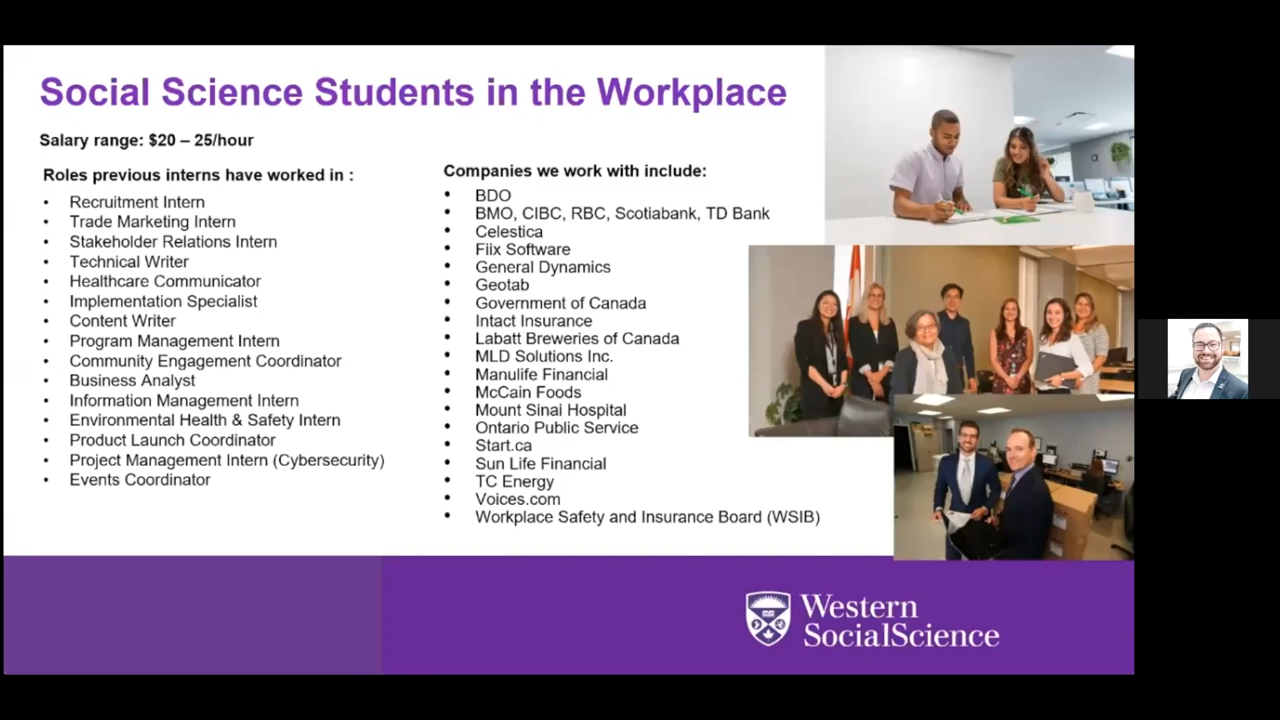 Social Science Students in the Workplace
Salary range: $20 – 25/hour
Roles previous interns have worked in :
• Recruitment Intern
• Trade Marketing Intern
• Stakeholder Relations Intern
• Technical Writer
• Healthcare Communicator
• Implementation Specialist
• Content Writer
• Program Management Intern
• Community Engagement Coordinator
• Business Analyst
• Information Management Intern
• Environmental Health & Safety Intern
• Product Launch Coordinator
• Project Management Intern (Cybersecurity)
• Events Coordinator
Companies we work with include:
• BDO
• BMO, CIBC, RBC, Scotiabank, TD Bank
• Celestica
• Fiix Software
• General Dynamics
• Geotab
• Government of Canada
• Intact Insurance
• Labatt Breweries of Canada
• MLD Solutions Inc.
• Manulife Financial
• McCain Foods
• Mount Sinai Hospital
• Ontario Public Service
• Start.ca
• Sun Life Financial
• TC Energy
• Voices.com
• Workplace Safety and Insurance Board (WSIB)
Western
SocialScience